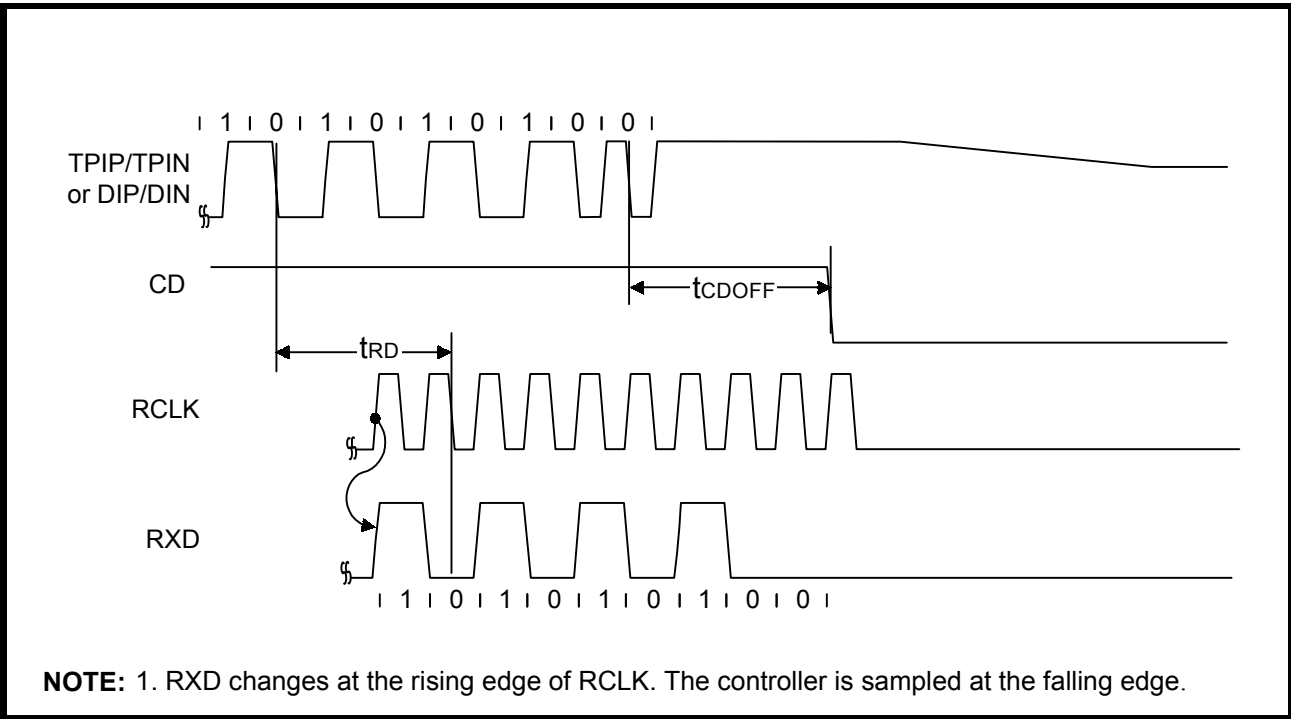 1 0 1 0 1 0 1 0 0
TPIP/TPIN
or DIP/DIN
CD
tCDOFF
tRD
RCLK
RXD
1 0 1 0 1 0 1 0 0
NOTE: 1. RXD changes at the rising edge of RCLK. The controller is sampled at the falling edge.